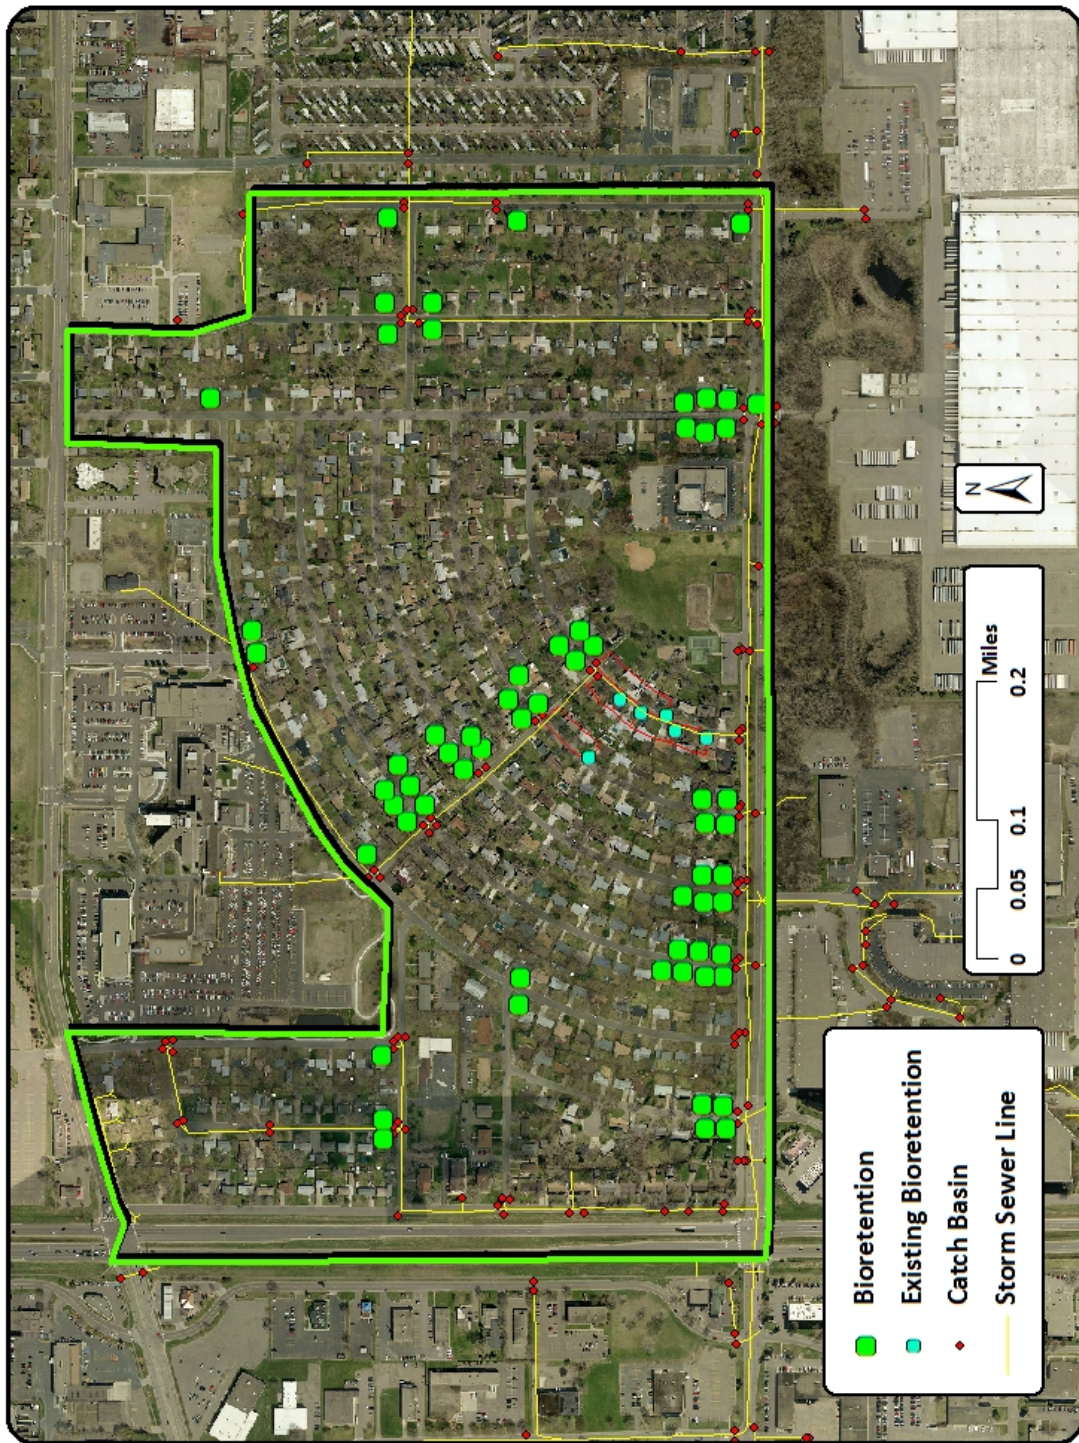 N
0 0.05 0.1 0.2
Miles
Bioretention
Existing Bioretention
Catch Basin
Storm Sewer Line